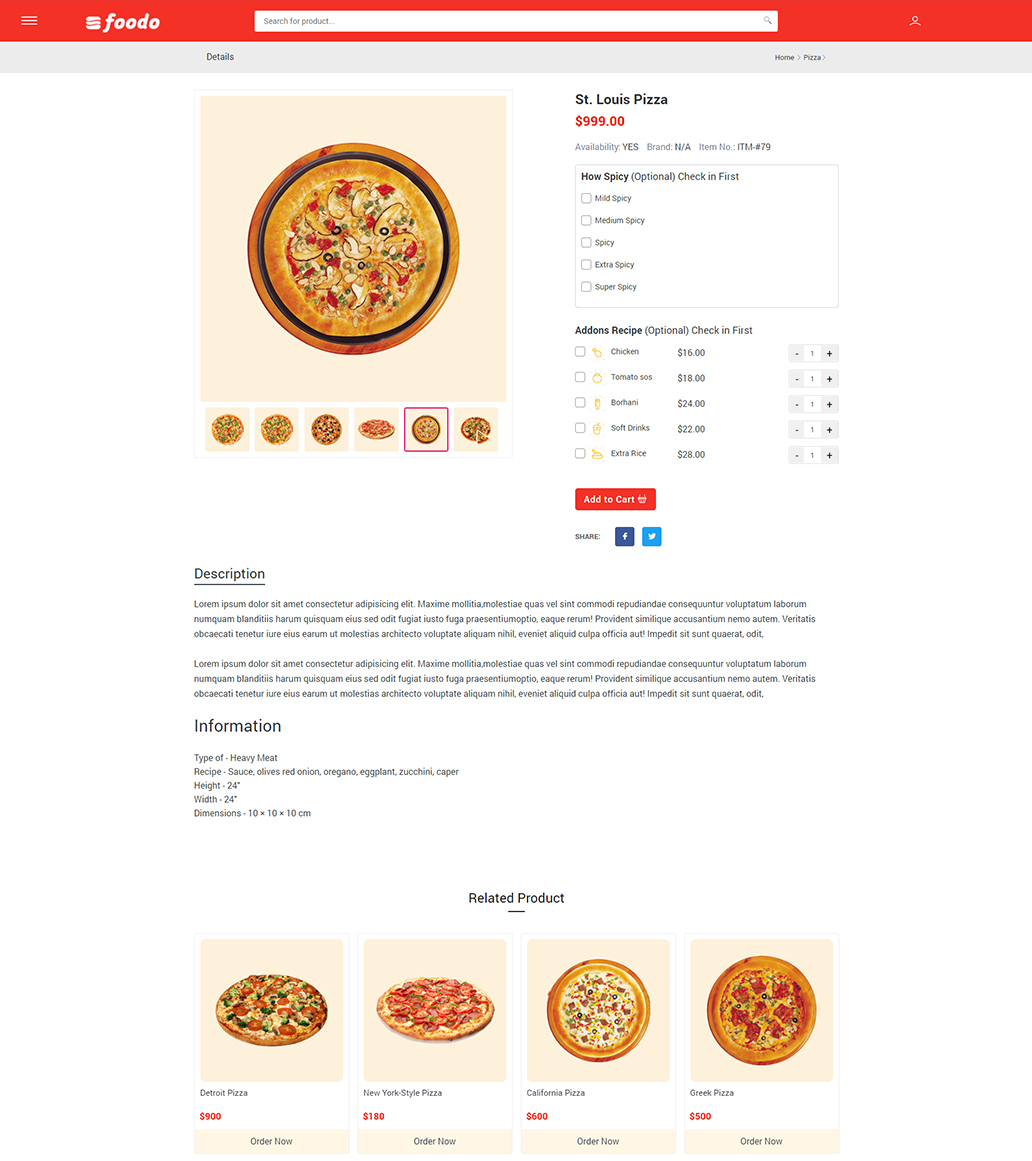 foodo
Search for product...
Details
Home > Pizza >
St. Louis Pizza
$999.00
Availability: YES Brand: N/A Item No.: ITM-#79
How Spicy (Optional) Check in First
Mild Spicy
Medium Spicy
Spicy
Extra Spicy
Super Spicy
Addons Recipe (Optional) Check in First
Chicken $16.00 - 1 +
Tomato sos $18.00 - 1 +
Borhani $24.00 - 1 +
Soft Drinks $22.00 - 1 +
Extra Rice $28.00 - 1 +
Add to Cart
SHARE:
Description
Lorem ipsum dolor sit amet consectetur adipisicing elit. Maxime mollitia,molestiae quas vel sint commodi repudiandae consequuntur voluptatum laborum
numquam blanditiis harum quisquam eius sed odit fugiat iusto fuga praesentiumoptio, eaque rerum! Provident similique accusantium nemo autem. Veritatis
obcaecati tenetur iure eius earum ut molestias architecto voluptate aliquam nihil, eveniet aliquid culpa officia aut! Impedit sit sunt quaerat, odit,
Lorem ipsum dolor sit amet consectetur adipisicing elit. Maxime mollitia,molestiae quas vel sint commodi repudiandae consequuntur voluptatum laborum
numquam blanditiis harum quisquam eius sed odit fugiat iusto fuga praesentiumoptio, eaque rerum! Provident similique accusantium nemo autem. Veritatis
obcaecati tenetur iure eius earum ut molestias architecto voluptate aliquam nihil, eveniet aliquid culpa officia aut! Impedit sit sunt quaerat, odit,
Information
Type of - Heavy Meat
Recipe - Sauce, olives red onion, oregano, eggplant, zucchini, caper
Height - 24"
Width - 24"
Dimensions - 10 × 10 × 10 cm
Related Product
Detroit Pizza
$900
Order Now
New York-Style Pizza
$180
Order Now
California Pizza
$600
Order Now
Greek Pizza
$500
Order Now